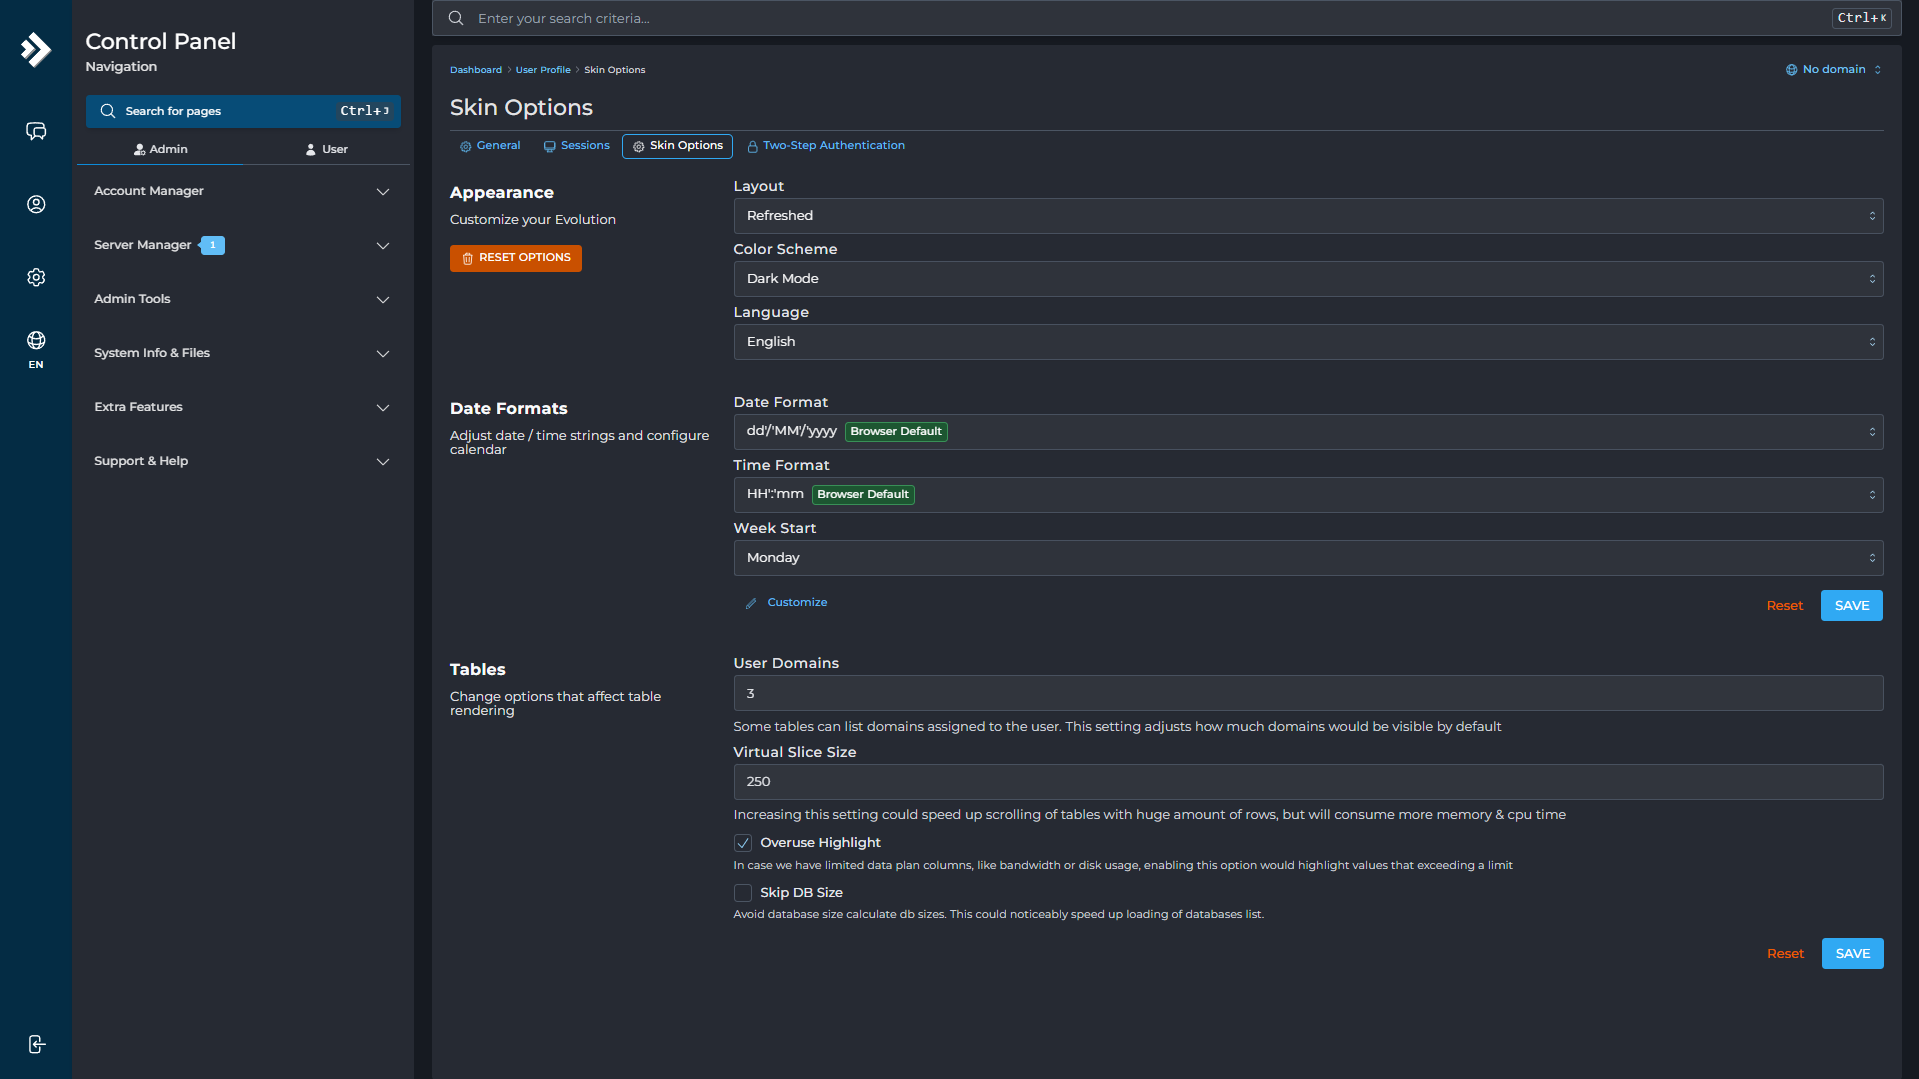 Control Panel
Navigation
Search for pages Ctrl+J
Admin User
Account Manager
Server Manager 1
Admin Tools
System Info & Files
Extra Features
Support & Help
EN
Enter your search criteria... Ctrl+K
Dashboard User Profile Skin Options
No domain
Skin Options
General Sessions Skin Options Two-Step Authentication
Appearance
Customize your Evolution
RESET OPTIONS
Layout
Refreshed
Color Scheme
Dark Mode
Language
English
Date Formats
Adjust date / time strings and configure
calendar
Date Format
dd'/'MM'/'yyyy Browser Default
Time Format
HH':'mm Browser Default
Week Start
Monday
Customize
Reset SAVE
Tables
Change options that affect table
rendering
User Domains
3
Some tables can list domains assigned to the user. This setting adjusts how much domains would be visible by default
Virtual Slice Size
250
Increasing this setting could speed up scrolling of tables with huge amount of rows, but will consume more memory & cpu time
Overuse Highlight
In case we have limited data plan columns, like bandwidth or disk usage, enabling this option would highlight values that exceeding a limit
Skip DB Size
Avoid database size calculate db sizes. This could noticeably speed up loading of databases list.
Reset SAVE